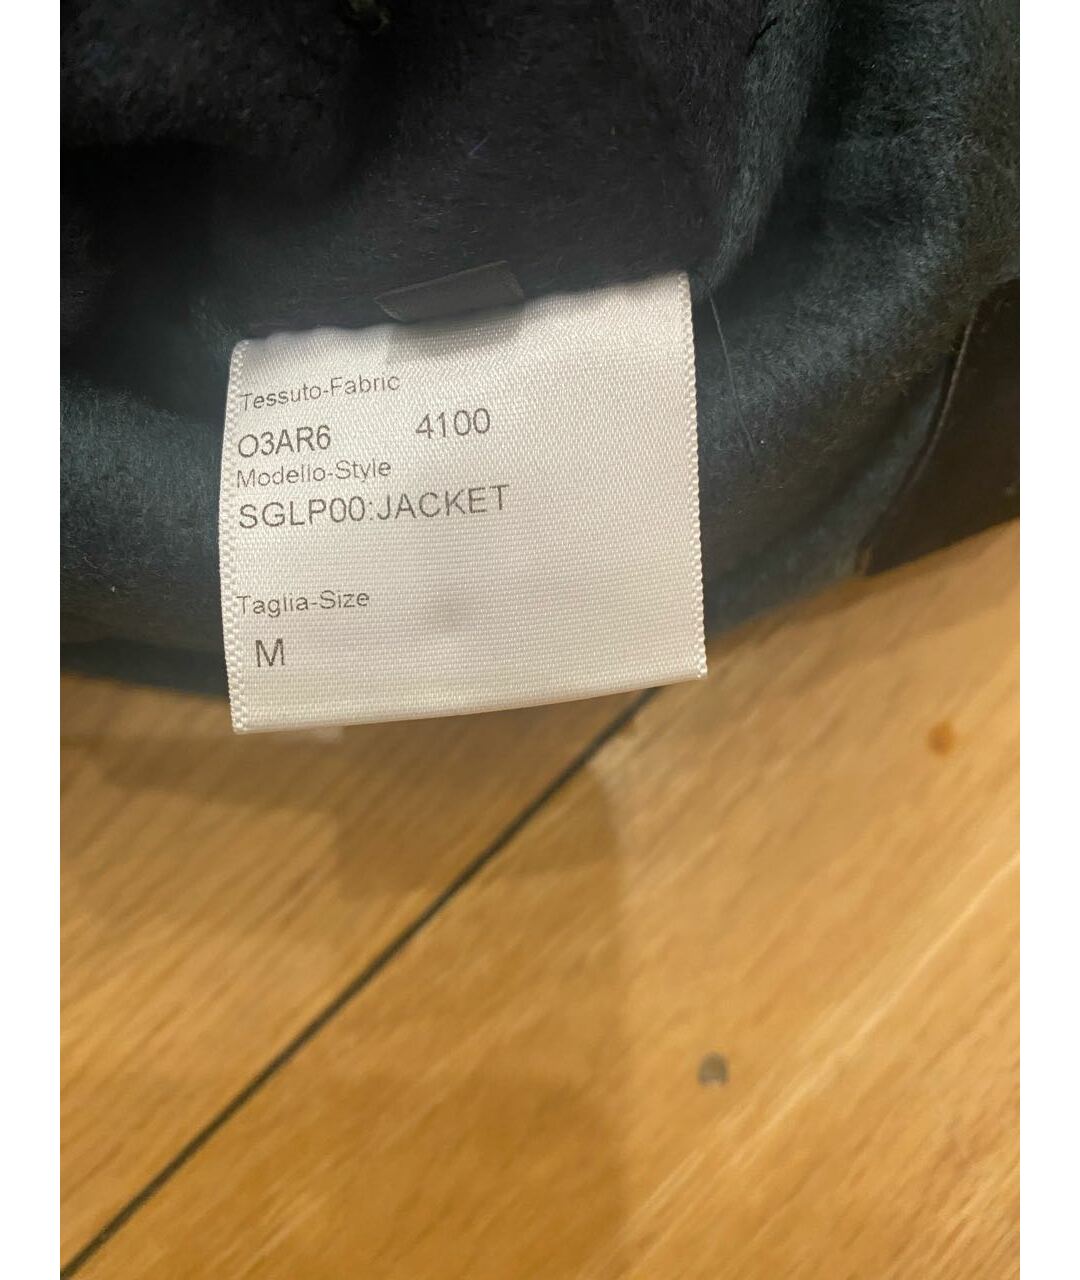 Tessuto-Fabric
O3AR6 4100
Modello-Style
SGLP00:JACKET
Taglia-Size
M